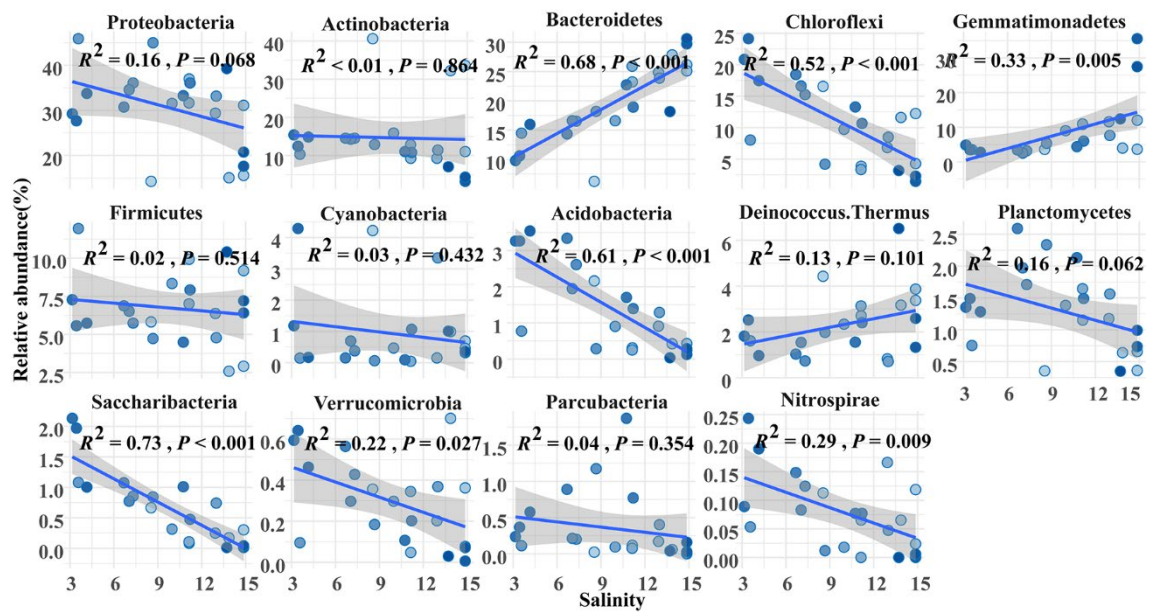 Proteobacteria
R² = 0.16 , P = 0.068
40
30
20
Actinobacteria
R² < 0.01 , P = 0.864
40
30
20
10
Bacteroidetes
R² = 0.68 , P < 0.001
30
25
20
15
10
Chloroflexi
R² = 0.52 , P < 0.001
25
20
15
10
5
0
Gemmatimonadetes
R² = 0.33 , P = 0.005
30
20
10
0
Relative abundance(%)
Firmicutes
R² = 0.02 , P = 0.514
10.0
7.5
5.0
2.5
Cyanobacteria
R² = 0.03 , P = 0.432
4
3
2
1
0
Acidobacteria
R² = 0.61 , P < 0.001
3
2
1
0
Deinococcus.Thermus
R² = 0.13 , P = 0.101
6
4
2
0
Planctomycetes
R² = 0.16 , P = 0.062
2.5
2.0
1.5
1.0
0.5
3 6 9 12 15
Saccharibacteria
R² = 0.73 , P < 0.001
2.0
1.5
1.0
0.5
0.0
3 6 9 12 15
Verrucomicrobia
R² = 0.22 , P = 0.027
0.6
0.4
0.2
0.0
3 6 9 12 15
Parcubacteria
R² = 0.04 , P = 0.354
1.5
1.0
0.5
0.0
3 6 9 12 15
Nitrospirae
R² = 0.29 , P = 0.009
0.25
0.20
0.15
0.10
0.05
0.00
3 6 9 12 15
Salinity